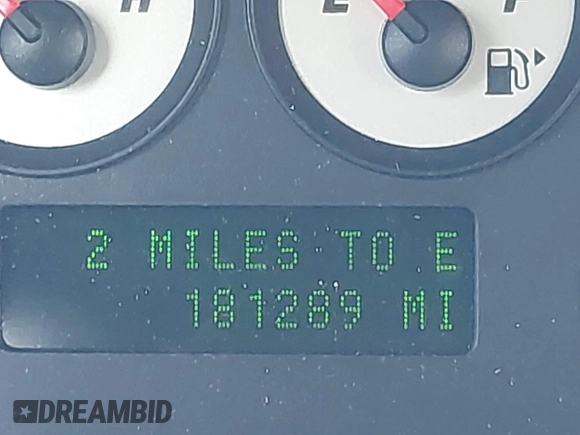 H
E F
2 MILES TO E
181289 MI
DREAMBID